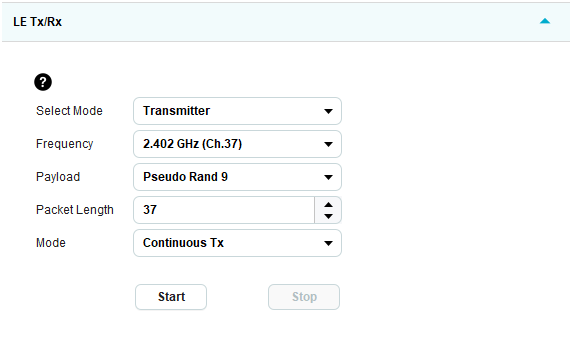 LE Tx/Rx
?
Select Mode Transmitter
Frequency 2.402 GHz (Ch.37)
Payload Pseudo Rand 9
Packet Length 37
Mode Continuous Tx
Start Stop